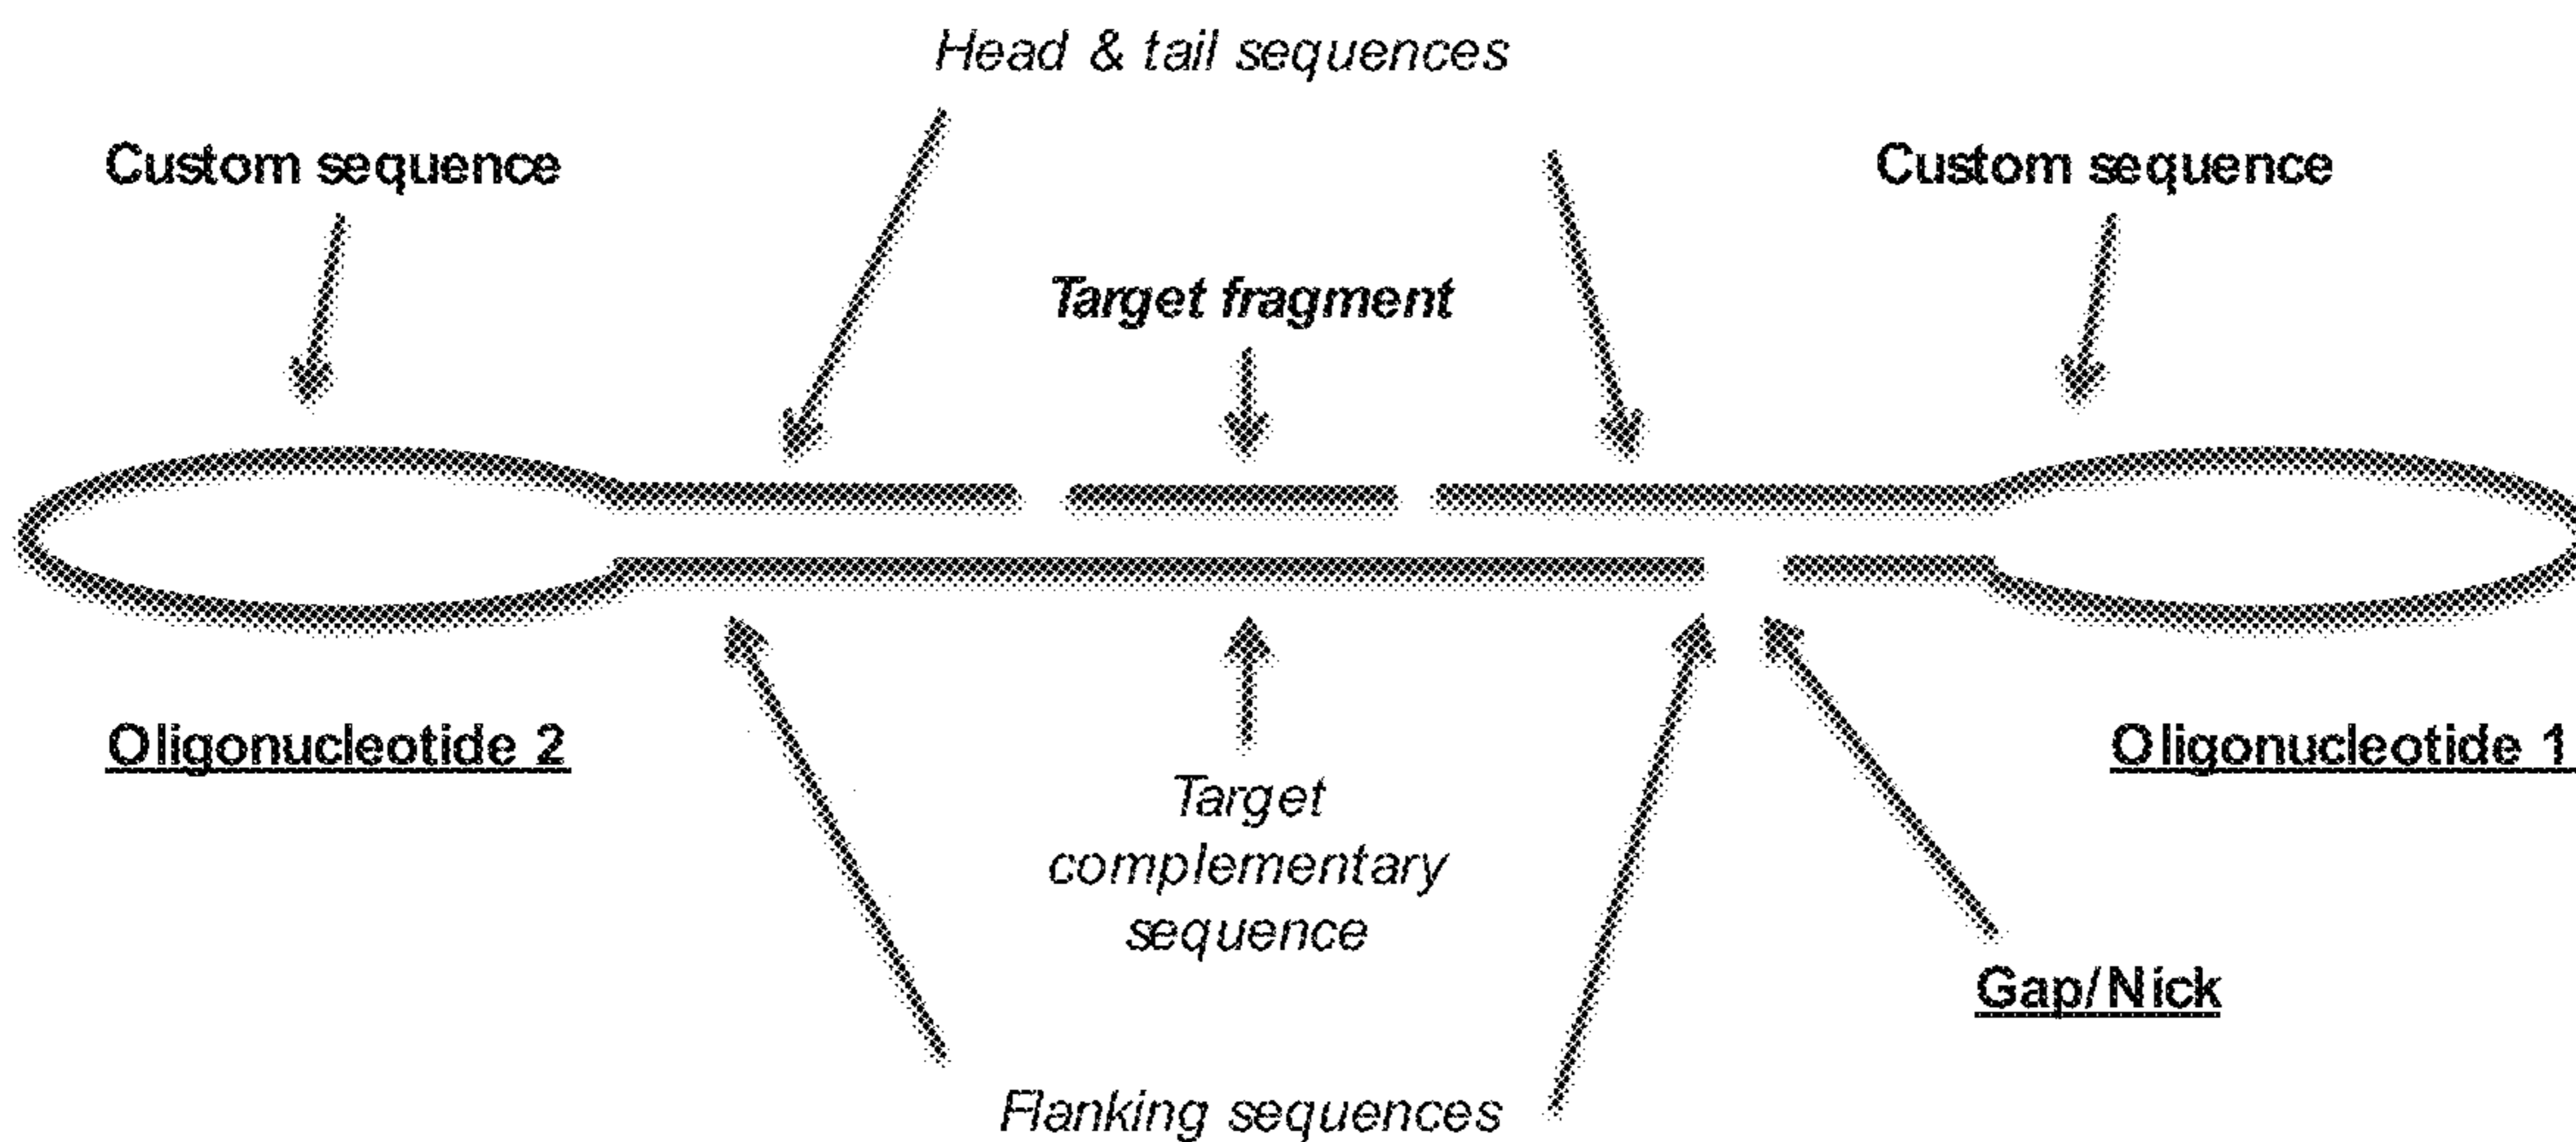 Head & tail sequences
Custom sequence
Custom sequence
Target fragment
Oligonucleotide 2
Oligonucleotide 1
Target
complementary
sequence
Gap/Nick
Flanking sequences